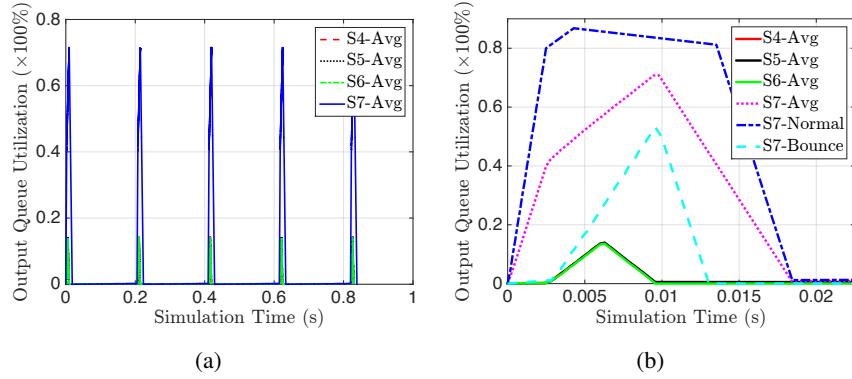 Output Queue Utilization (×100%)
0.8
0.6
0.4
0.2
0
0 0.2 0.4 0.6 0.8 1
Simulation Time (s)
S4-Avg
S5-Avg
S6-Avg
S7-Avg
(a)
Output Queue Utilization (×100%)
0.8
0.6
0.4
0.2
0
0 0.005 0.01 0.015 0.02
Simulation Time (s)
S4-Avg
S5-Avg
S6-Avg
S7-Avg
S7-Normal
S7-Bounce
(b)